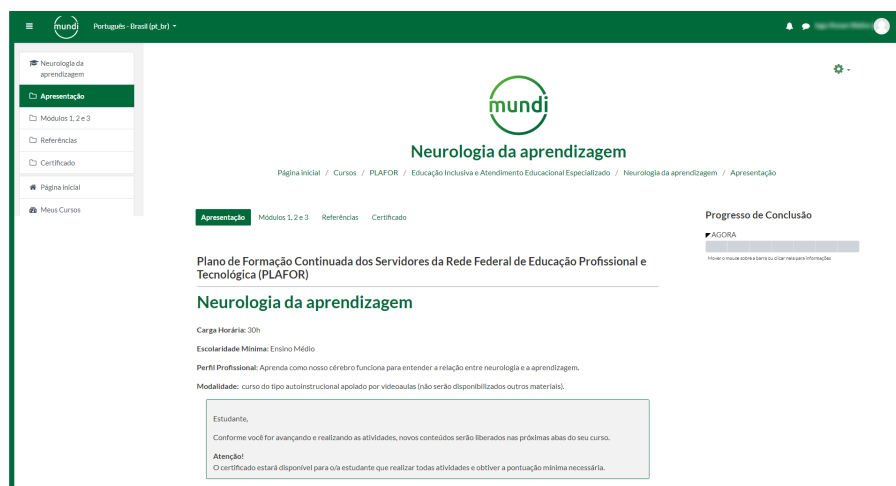 mundi
Português - Brasil (pt_br)
Neurologia da
aprendizagem
Apresentação
Módulos 1, 2 e 3
Referências
Certificado
Página inicial
Meus Cursos
mundi
Neurologia da aprendizagem
Página inicial / Cursos / PLAFOR / Educação Inclusiva e Atendimento Educacional Especializado / Neurologia da aprendizagem / Apresentação
Apresentação Módulos 1, 2 e 3 Referências Certificado
Plano de Formação Continuada dos Servidores da Rede Federal de Educação Profissional e
Tecnológica (PLAFOR)
Neurologia da aprendizagem
Carga Horária: 30h
Escolaridade Mínima: Ensino Médio
Perfil Profissional: Aprenda como nosso cérebro funciona para entender a relação entre neurologia e a aprendizagem.
Modalidade: curso do tipo autoinstrucional apoiado por videoaulas (não serão disponibilizados outros materiais).
Estudante,
Conforme você for avançando e realizando as atividades, novos conteúdos serão liberados nas próximas abas do seu curso.
Atenção!
O certificado estará disponível para o/a estudante que realizar todas atividades e obtiver a pontuação mínima necessária.
Progresso de Conclusão
AGORA
Mover o mouse sobre a barra ou clicar nela para informações